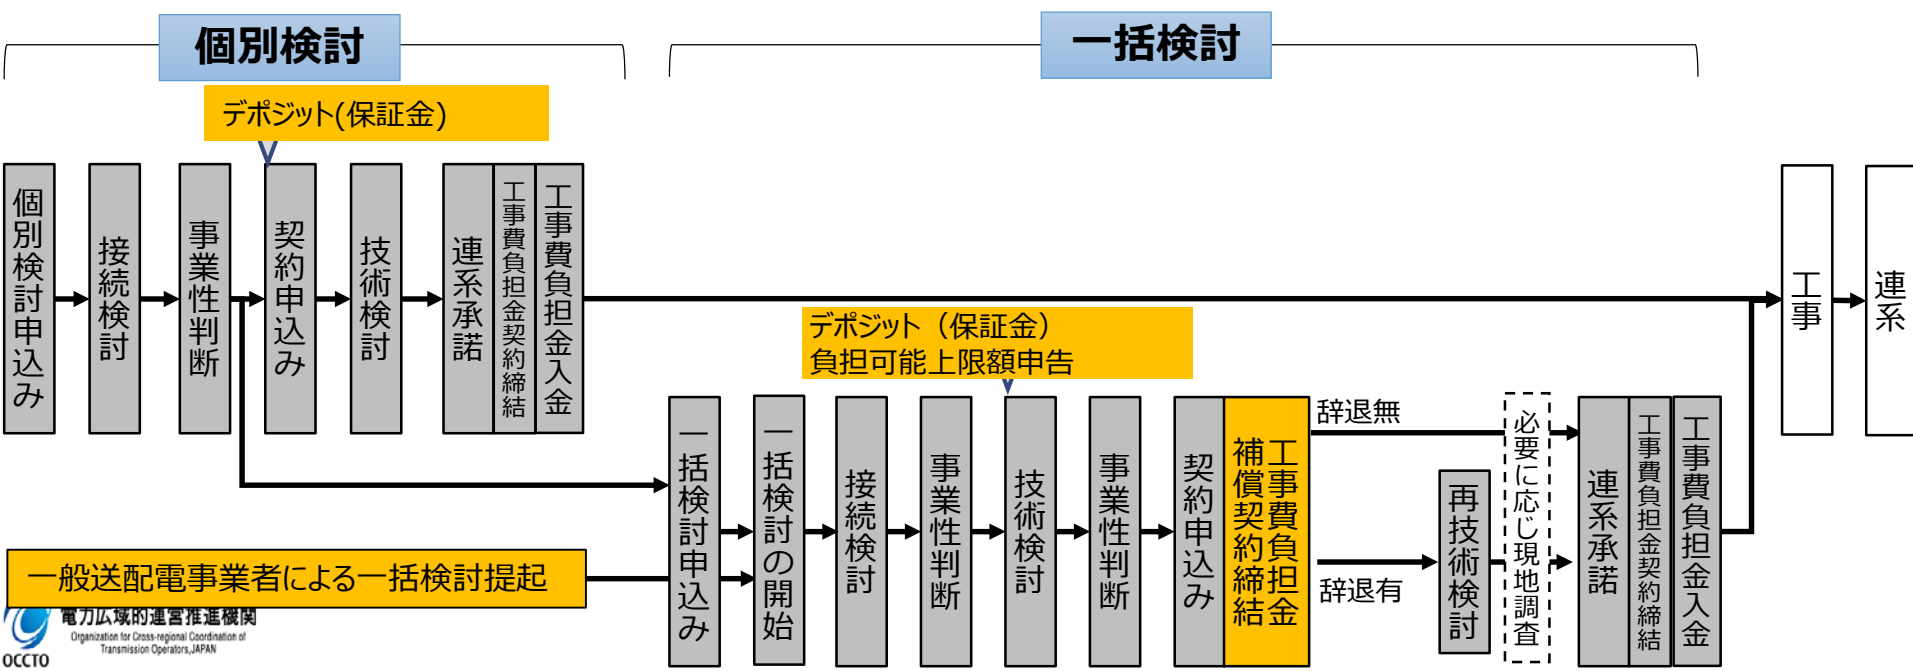 個別検討
一括検討
デポジット(保証金)
個別検討申込み
接続検討
事業性判断
契約申込み
技術検討
連系承諾
工事費負担金契約締結
工事費負担金入金
工事
連系
デポジット（保証金）
負担可能上限額申告
一括検討申込み
一括検討の開始
接続検討
事業性判断
技術検討
事業性判断
契約申込み
工事費負担金
補償契約締結
辞退無
辞退有
再技術検討
必要に応じ現地調査
連系承諾
工事費負担金契約締結
工事費負担金入金
一般送配電事業者による一括検討提起
電力広域的運営推進機関
Organization for Cross-regional Coordination of
Transmission Operators,JAPAN
OCCTO